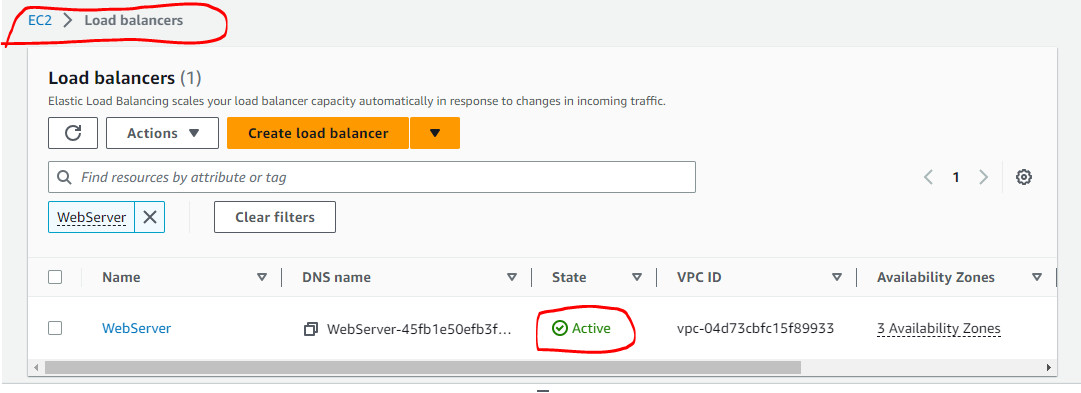 EC2 > Load balancers
Load balancers (1)
Elastic Load Balancing scales your load balancer capacity automatically in response to changes in incoming traffic.
Actions Create load balancer
Find resources by attribute or tag 1
WebServer Clear filters
Name DNS name State VPC ID Availability Zones
WebServer WebServer-45fb1e50efb3f... Active vpc-04d73cbfc15f89933 3 Availability Zones